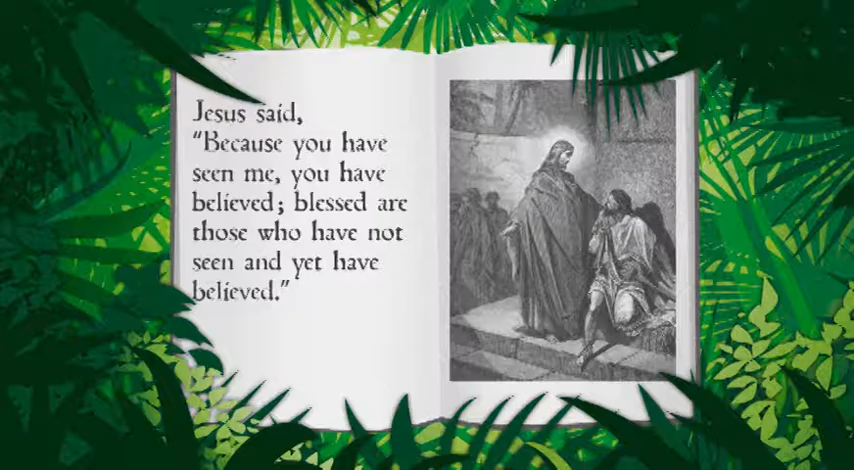 Jesus said,
“Because you have
seen me, you have
believed; blessed are
those who have not
seen and yet have
believed.”